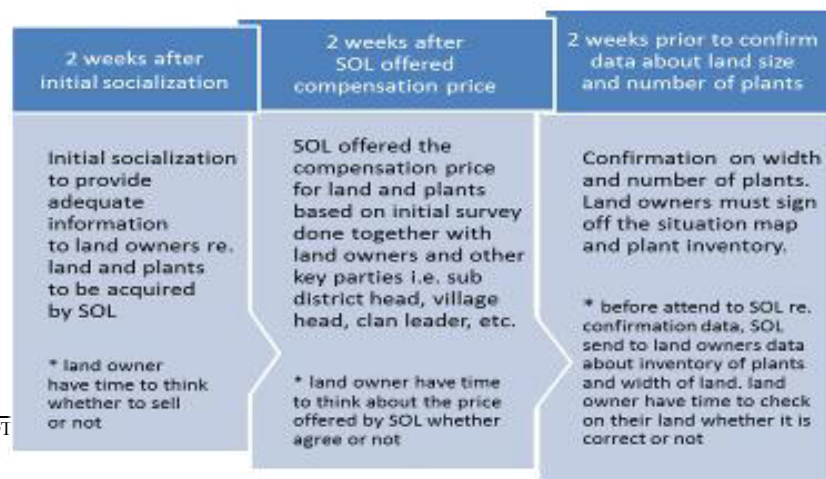 2 weeks after
initial socialization
Initial socialization
to provide
adequate
information
to land owners re.
land and plants
to be acquired
by SOL
* land owner
have time to think
whether to sell
or not
2 weeks after
SOL offered
compensation price
SOL offered the
compensation price
for land and plants
based on initial survey
done together with
land owners and other
key parties i.e. sub
district head, village
head, clan leader, etc.
* land owner have time
to think about the price
offered by SOL whether
agree or not
2 weeks prior to confirm
data about land size
and number of plants
Confirmation on width
and number of plants.
Land owners must sign
off the situation map
and plant inventory.
* before attend to SOL re.
confirmation data, SOL
send to land owners data
about inventory of plants
and width of land. land
owner have time to check
on their land whether it is
correct or not